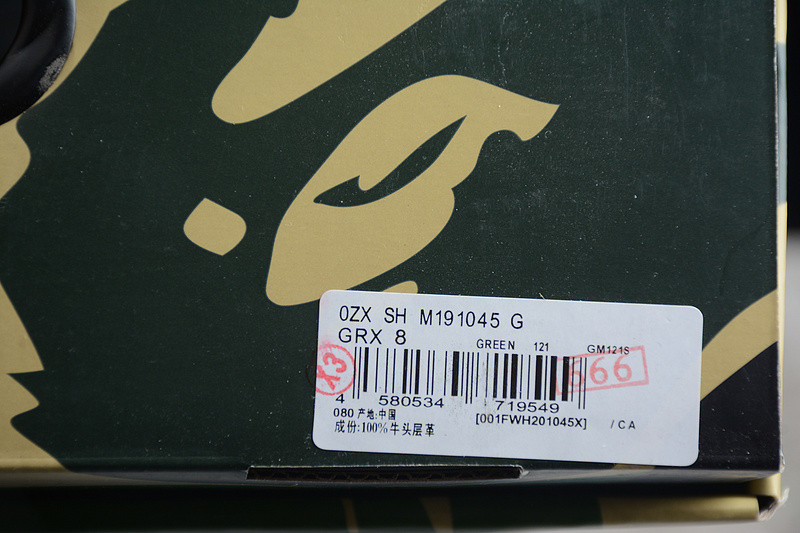 0ZX SH M191045 G
GRX 8
GREEN 121 GM121S
X3
666
4 580534 719549
080 产地:中国
[001FWH201045X] /CA
成份:100%牛头层革